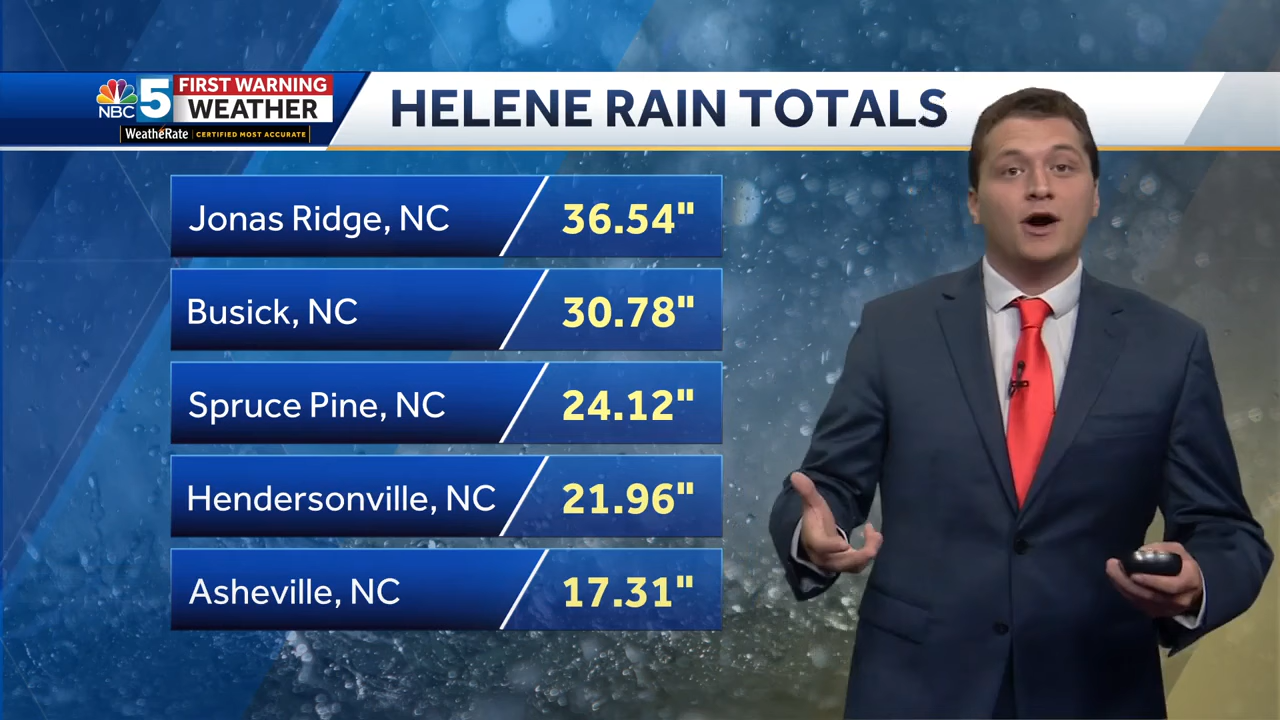 NBC 5 FIRST WARNING
WEATHER
WeatheRate CERTIFIED MOST ACCURATE
HELENE RAIN TOTALS
Jonas Ridge, NC 36.54"
Busick, NC 30.78"
Spruce Pine, NC 24.12"
Hendersonville, NC 21.96"
Asheville, NC 17.31"